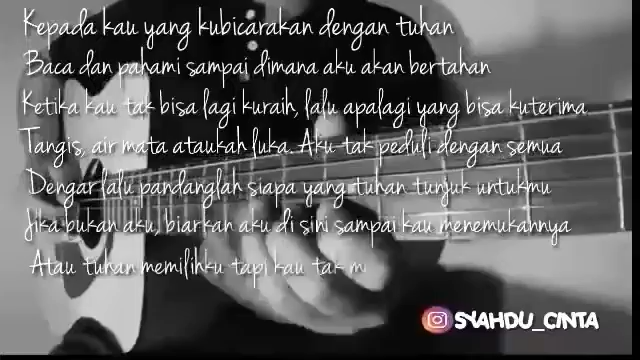 Kepada kau yang kubicarakan dengan tuhan
Baca dan pahami sampai dimana aku akan bertahan
Ketika kau tak bisa lagi kuraih, lalu apalagi yang bisa kuterima
Tangis, air mata ataukah luka. Aku tak peduli dengan semua
Dengar lalu pandanglah siapa yang tuhan tunjuk untukmu
Jika bukan aku, biarkan aku di sini sampai kau menemukannya
Atau tuhan memilihku tapi kau tak m
SYAHDU_CINTA